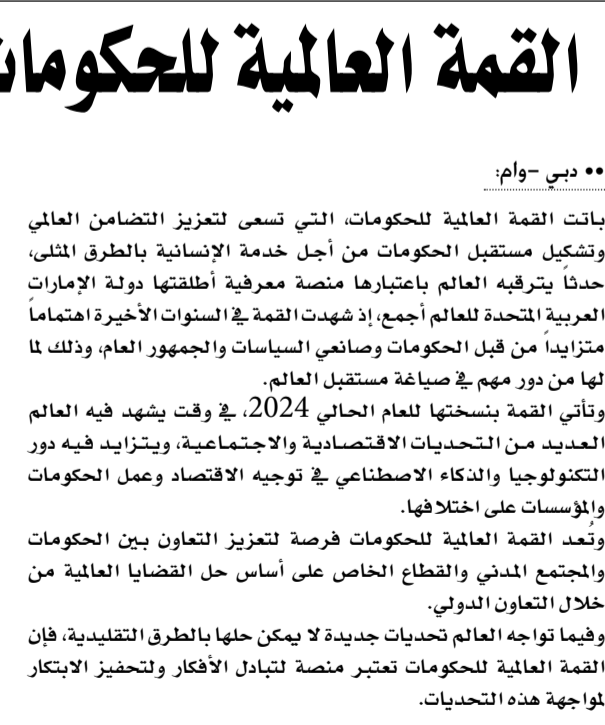 القمة العالمية للحكومات
•• دبي –وام:
باتت القمة العالمية للحكومات، التي تسعى لتعزيز التضامن العالمي
وتشكيل مستقبل الحكومات من أجل خدمة الإنسانية بالطرق المثلى،
حدثاً يترقبه العالم باعتبارها منصة معرفية أطلقتها دولة الإمارات
العربية المتحدة للعالم أجمع، إذ شهدت القمة في السنوات الأخيرة اهتماماً
متزايداً من قبل الحكومات وصانعي السياسات والجمهور العام، وذلك لما
لها من دور مهم في صياغة مستقبل العالم.
وتأتي القمة بنسختها للعام الحالي 2024، في وقت يشهد فيه العالم
العديد من التحديات الاقتصادية والاجتماعية، ويتزايد فيه دور
التكنولوجيا والذكاء الاصطناعي في توجيه الاقتصاد وعمل الحكومات
والمؤسسات على اختلافها.
وتُعد القمة العالمية للحكومات فرصة لتعزيز التعاون بين الحكومات
والمجتمع المدني والقطاع الخاص على أساس حل القضايا العالمية من
خلال التعاون الدولي.
وفيما تواجه العالم تحديات جديدة لا يمكن حلها بالطرق التقليدية، فإن
القمة العالمية للحكومات تعتبر منصة لتبادل الأفكار ولتحفيز الابتكار
لمواجهة هذه التحديات.